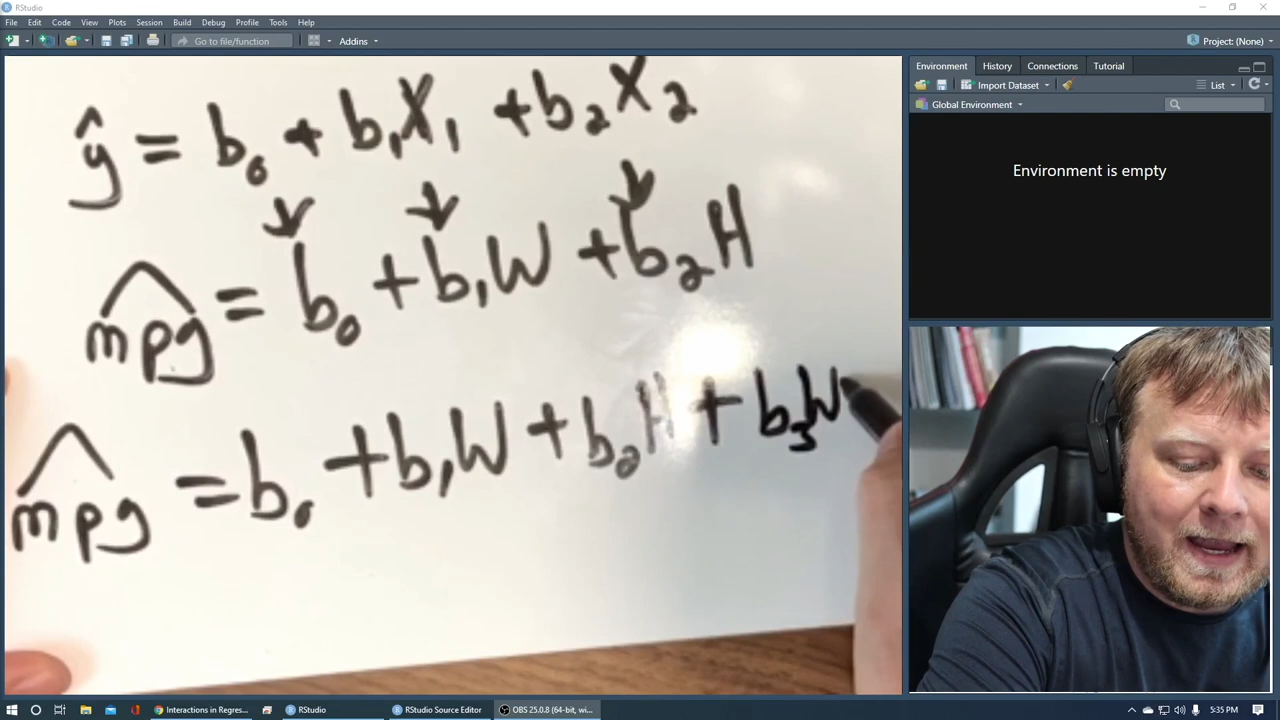 RStudio
File Edit Code View Plots Session Build Debug Profile Tools Help
Go to file/function Addins Project: (None)
Environment History Connections Tutorial
Import Dataset List
Global Environment
Environment is empty
ŷ = b₀ + b₁X₁ + b₂X₂
mpg = b₀ + b₁W + b₂H
mpg = b₀ + b₁W + b₂H + b₃W
Interactions in Regres... RStudio RStudio Source Editor OBS 25.0.8 (64-bit, wi... 5:35 PM